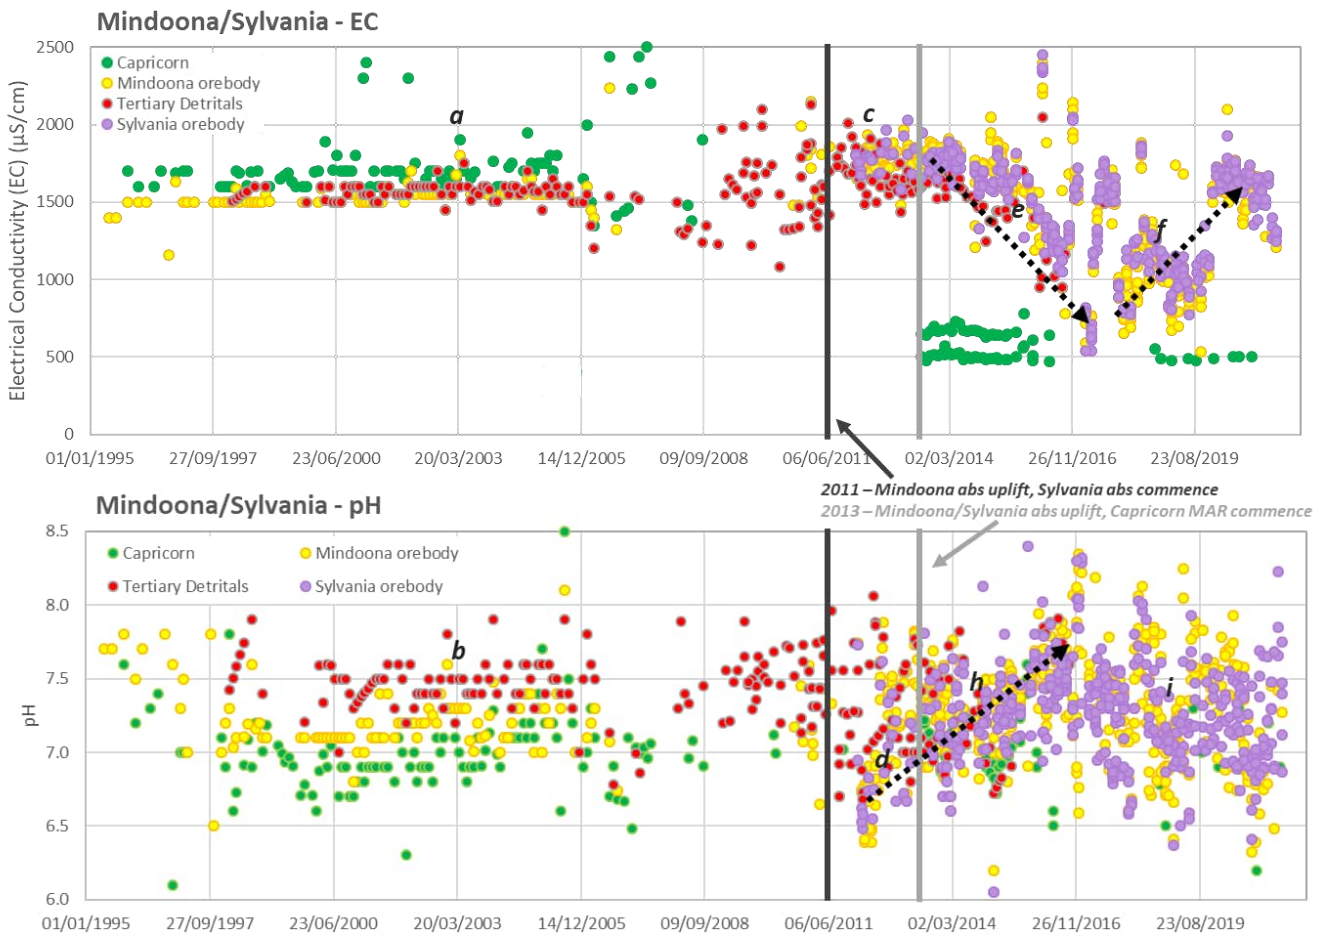 Mindoona/Sylvania - EC
Electrical Conductivity (EC) (µS/cm)
2500
2000
1500
1000
500
0
Capricorn
Mindoona orebody
Tertiary Detritals
Sylvania orebody
a
c
e
f
01/01/1995 27/09/1997 23/06/2000 20/03/2003 14/12/2005 09/09/2008 06/06/2011 02/03/2014 26/11/2016 23/08/2019
2011 – Mindoona abs uplift, Sylvania abs commence
2013 – Mindoona/Sylvania abs uplift, Capricorn MAR commence
Mindoona/Sylvania - pH
pH
8.5
8.0
7.5
7.0
6.5
6.0
Capricorn Mindoona orebody
Tertiary Detritals Sylvania orebody
b
d
h
i
01/01/1995 27/09/1997 23/06/2000 20/03/2003 14/12/2005 09/09/2008 06/06/2011 02/03/2014 26/11/2016 23/08/2019